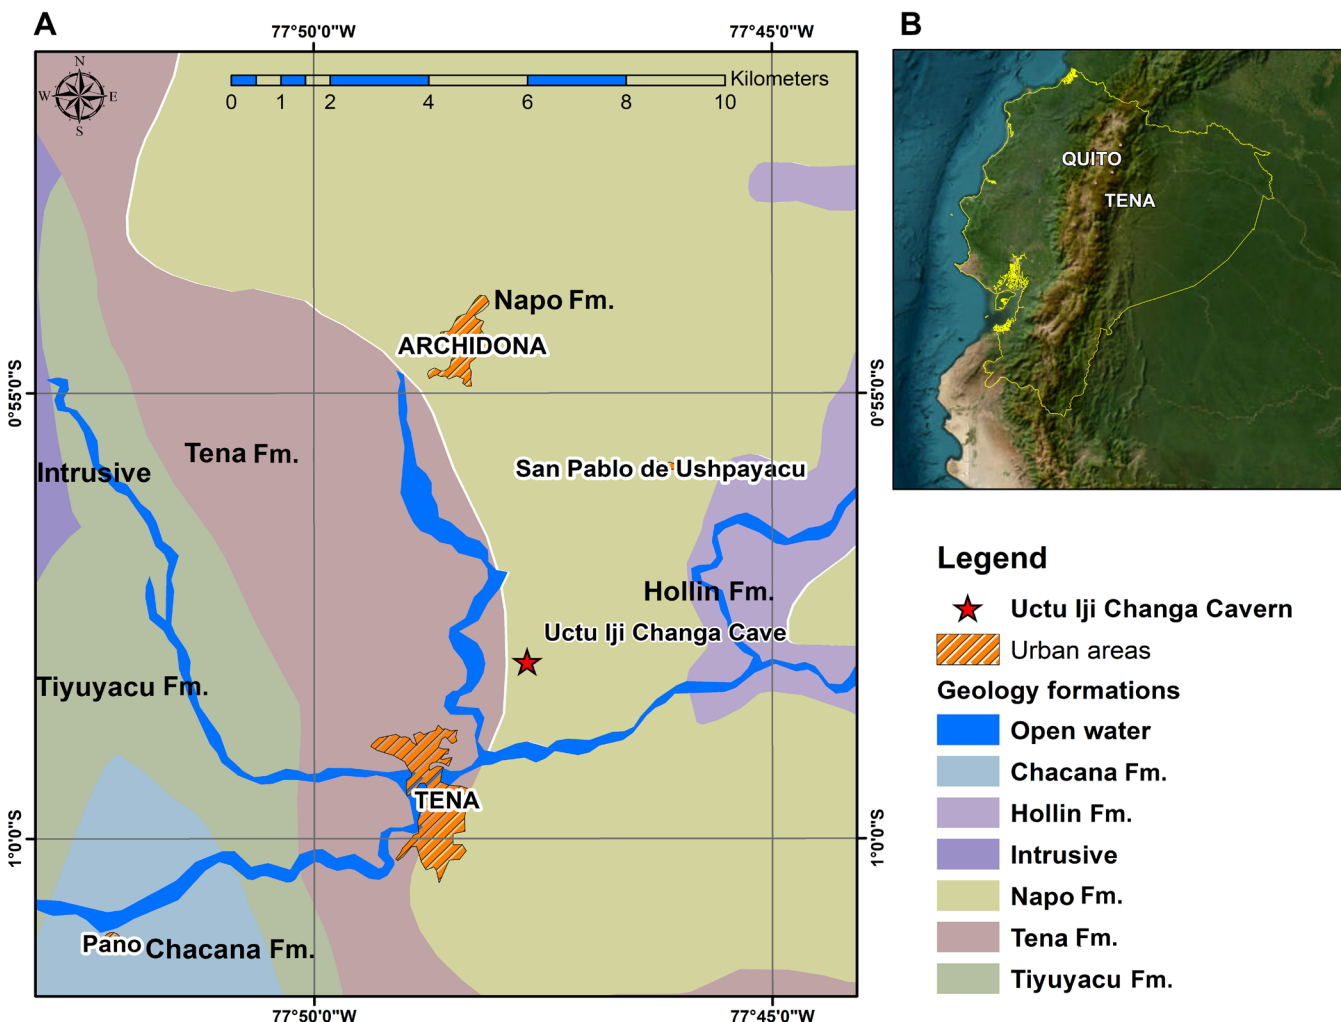 A
B
77°50'0"W
77°45'0"W
N
W
E
S
Kilometers
0 1 2 4 6 8 10
QUITO
TENA
Napo Fm.
ARCHIDONA
0°55'0"S
0°55'0"S
Tena Fm.
Intrusive
San Pablo de Ushpayacu
Hollin Fm.
Uctu Iji Changa Cave
Tiyuyacu Fm.
TENA
1°0'0"S
1°0'0"S
Pano
Chacana Fm.
77°50'0"W
77°45'0"W
Legend
Uctu Iji Changa Cavern
Urban areas
Geology formations
Open water
Chacana Fm.
Hollin Fm.
Intrusive
Napo Fm.
Tena Fm.
Tiyuyacu Fm.